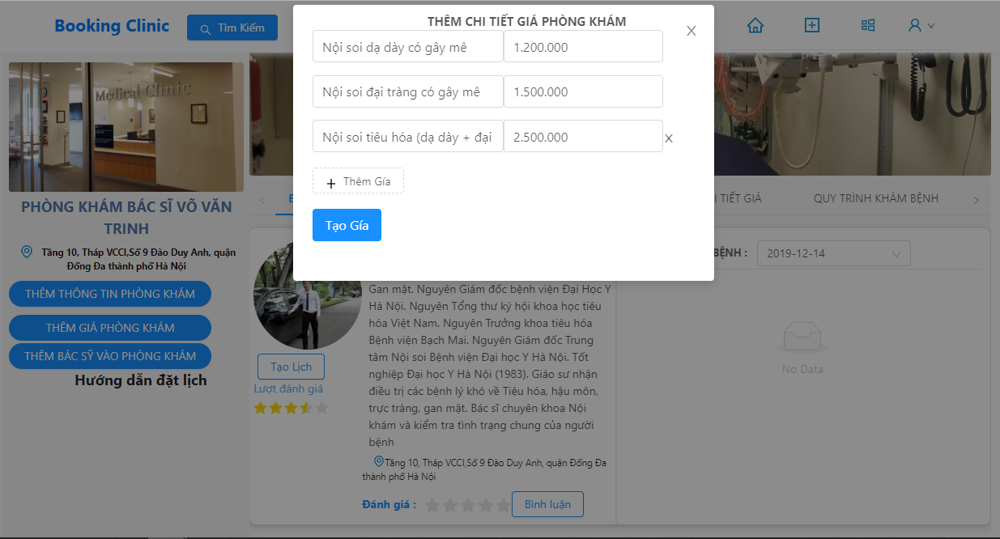 Booking Clinic
Tìm Kiếm
THÊM CHI TIẾT GIÁ PHÒNG KHÁM
X
Nội soi dạ dày có gây mê
1.200.000
Nội soi đại tràng có gây mê
1.500.000
Nội soi tiêu hóa (dạ dày + đại
2.500.000
X
+ Thêm Gía
Tạo Gía
Medical Clinic
PHÒNG KHÁM BÁC SĨ VÕ VĂN
TRINH
Tầng 10, Tháp VCCI,Số 9 Đào Duy Anh, quận
Đống Đa thành phố Hà Nội
THÊM THÔNG TIN PHÒNG KHÁM
THÊM GIÁ PHÒNG KHÁM
THÊM BÁC SỸ VÀO PHÒNG KHÁM
Hướng dẫn đặt lịch
I TIẾT GIÁ
QUY TRÌNH KHÁM BỆNH
Tạo Lịch
Lượt đánh giá
Gan mật. Nguyên Giám đốc bệnh viện Đại Học Y
Hà Nội. Nguyên Tổng thư ký hội khoa học tiêu
hóa Việt Nam. Nguyên Trưởng khoa tiêu hóa
Bệnh viện Bạch Mai. Nguyên Giám đốc Trung
tâm Nội soi Bệnh viện Đại học Y Hà Nội. Tốt
nghiệp Đại học Y Hà Nội (1983). Giáo sư nhận
điều trị các bệnh lý khó về Tiêu hóa, hậu môn,
trực tràng, gan mật. Bác sĩ chuyên khoa Nội
khám và kiểm tra tình trạng chung của người
bệnh
Tầng 10, Tháp VCCI,Số 9 Đào Duy Anh, quận Đống Đa
thành phố Hà Nội
Đánh giá :
Bình luận
BỆNH :
2019-12-14
No Data